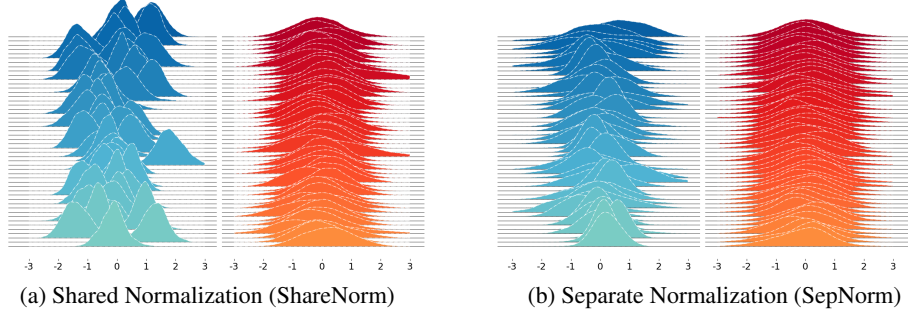 -3 -2 -1 0 1 2 3 -3 -2 -1 0 1 2 3 -3 -2 -1 0 1 2 3 -3 -2 -1 0 1 2 3
(a) Shared Normalization (ShareNorm) (b) Separate Normalization (SepNorm)